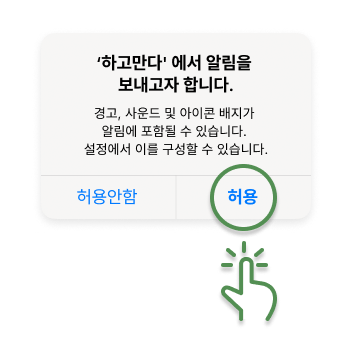 ‘하고만다' 에서 알림을
보내고자 합니다.
경고, 사운드 및 아이콘 배지가
알림에 포함될 수 있습니다.
설정에서 이를 구성할 수 있습니다.
허용안함
허용